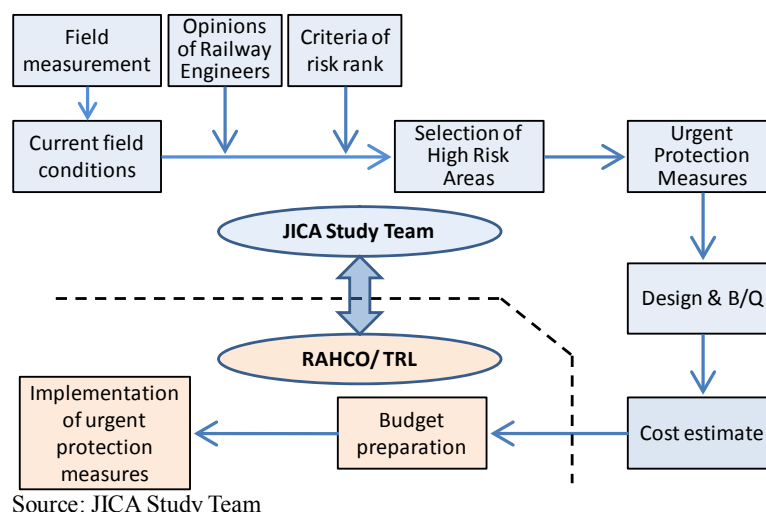 Field
measurement
Opinions
of Railway
Engineers
Criteria of
risk rank
Current field
conditions
Selection of
High Risk
Areas
Urgent
Protection
Measures
JICA Study Team
Design & B/Q
RAHCO/ TRL
Implementation
of urgent
protection
measures
Budget
preparation
Cost estimate
Source: JICA Study Team